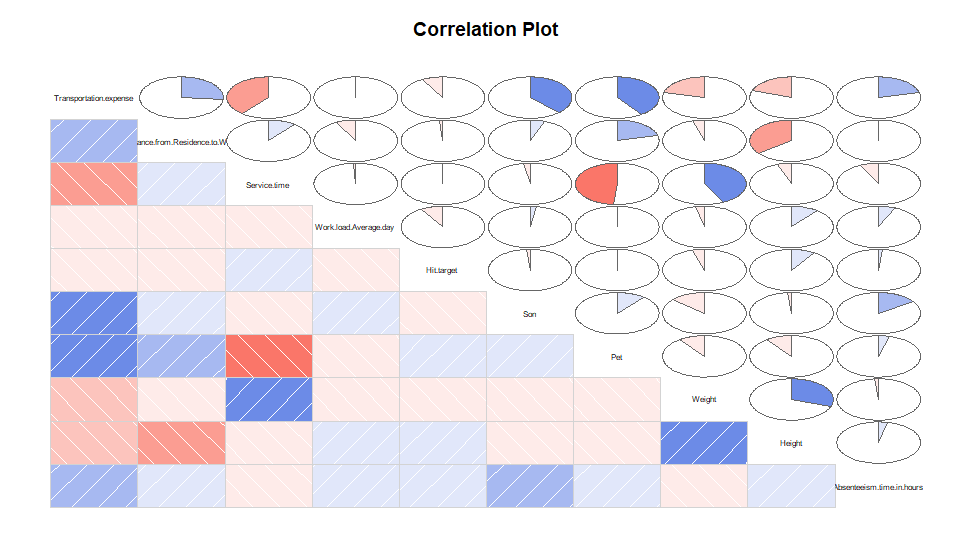 Correlation Plot
Transportation.expense
ance.from.Residence.to.W
Service.time
Work.load.Average.day
Hit.target
Son
Pet
Weight
Height
Absenteeism.time.in.hours